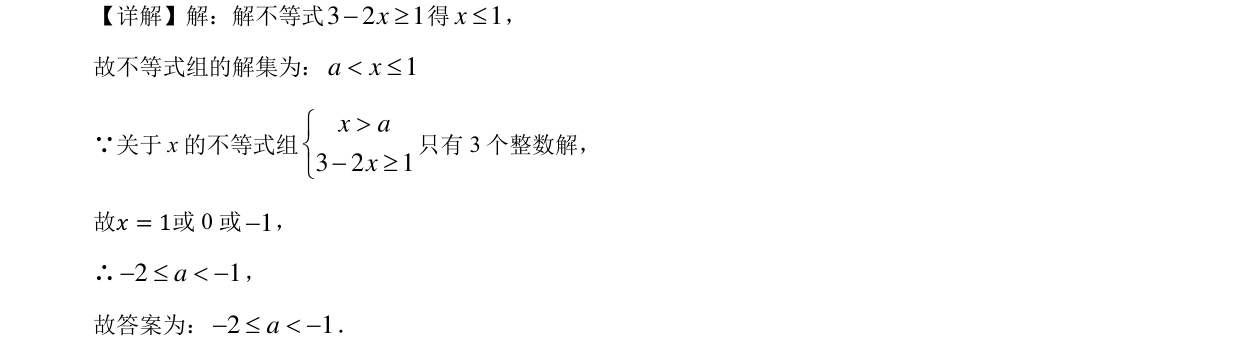 【详解】解：解不等式3−2x≥1得x≤1，
故不等式组的解集为：a<x≤1
∵关于x的不等式组{x>a 3−2x≥1 只有3个整数解，
故x=1或0或−1，
∴−2≤a<−1，
故答案为：−2≤a<−1．